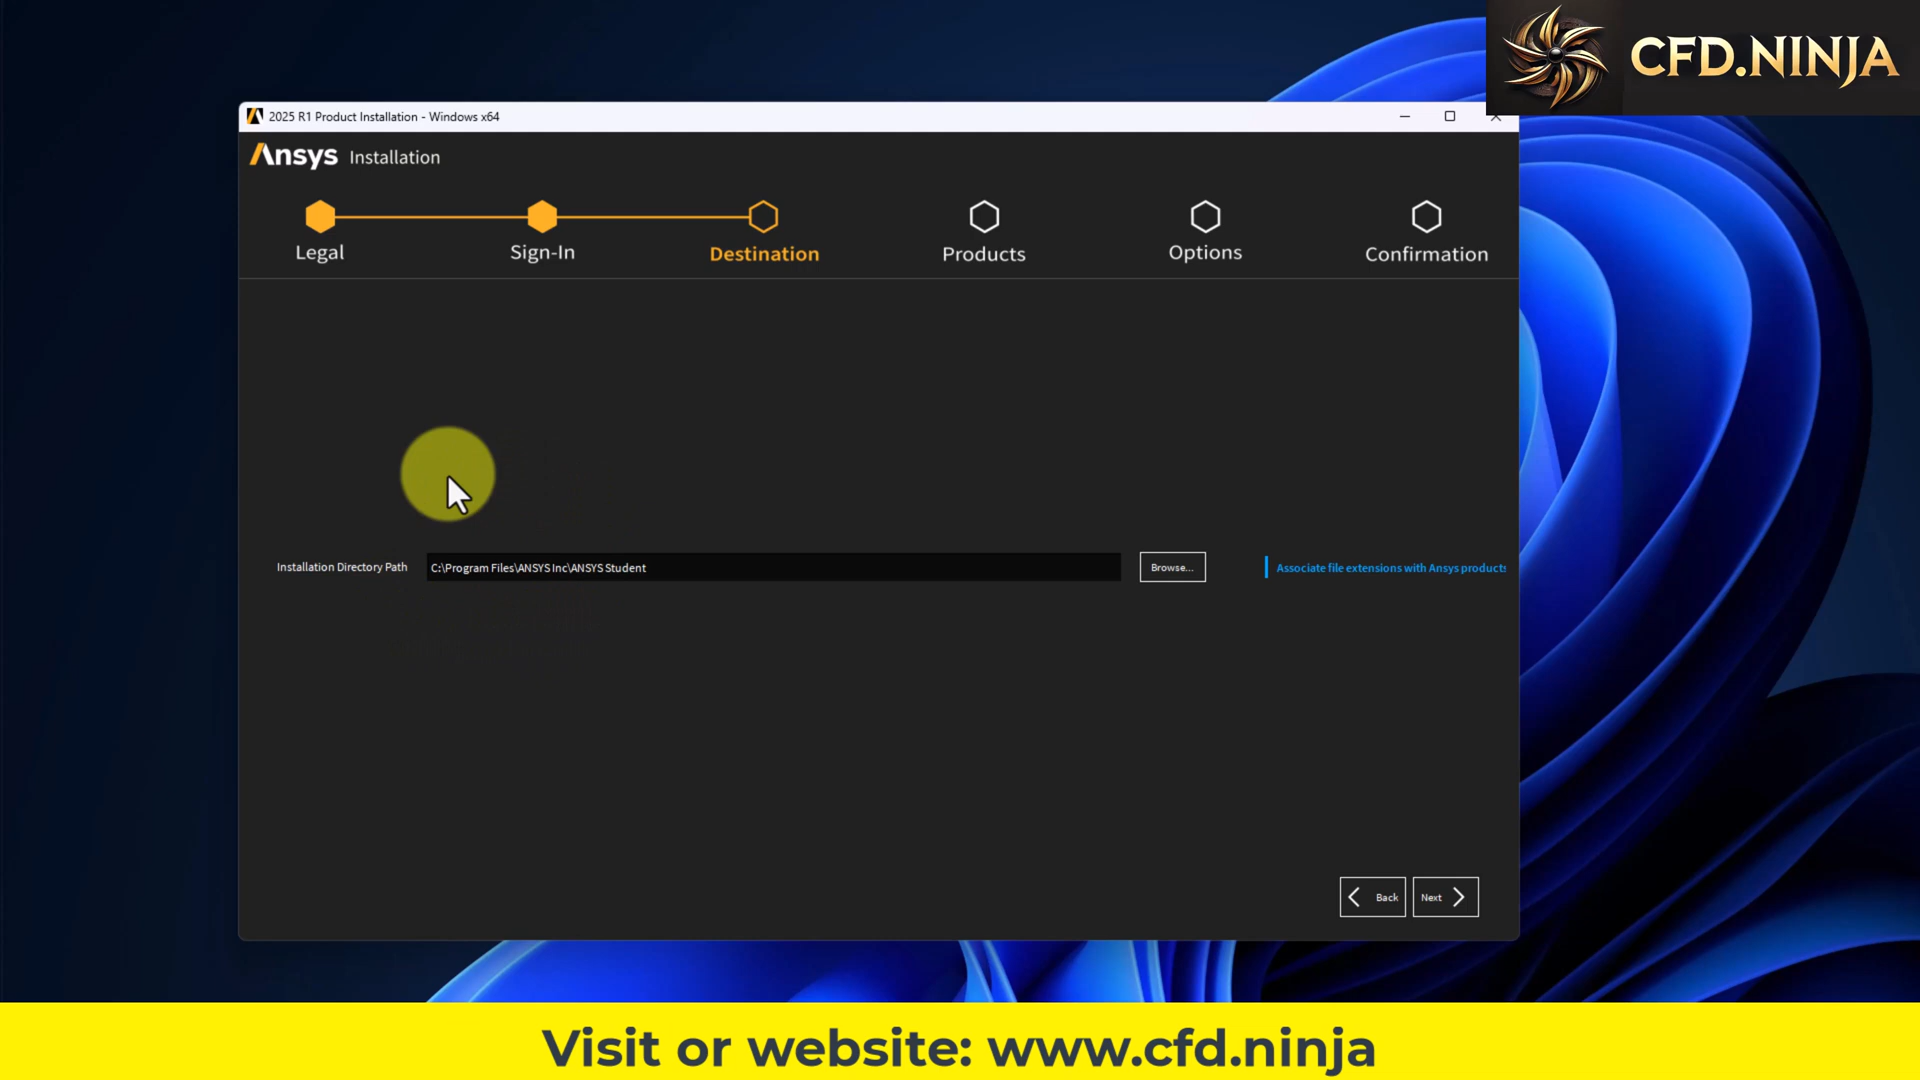 CFD.NINJA
2025 R1 Product Installation - Windows x64
Ansys Installation
Legal
Sign-In
Destination
Products
Options
Confirmation
Installation Directory Path
C:\Program Files\ANSYS Inc\ANSYS Student
Browse...
Associate file extensions with Ansys products
Back
Next
Visit or website: www.cfd.ninja